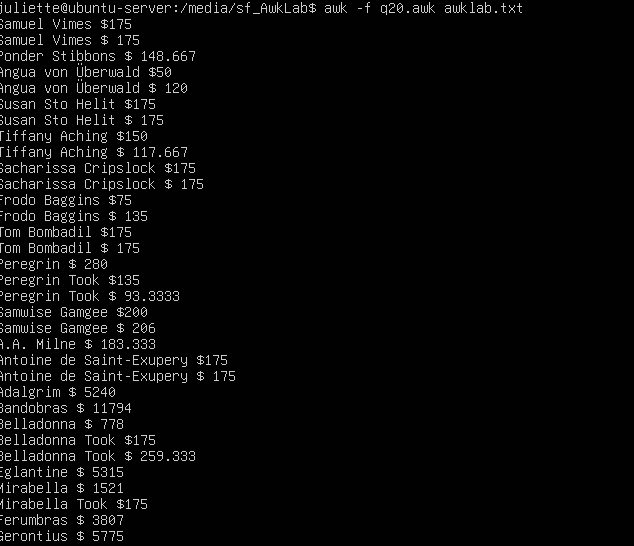 juliette@ubuntu-server:/media/sf_AwkLab$ awk -f q20.awk awklab.txt
Samuel Vimes $175
Samuel Vimes $ 175
Ponder Stibbons $ 148.667
Angua von Überwald $50
Angua von Überwald $ 120
Susan Sto Helit $175
Susan Sto Helit $ 175
Tiffany Aching $150
Tiffany Aching $ 117.667
Sacharissa Cripslock $175
Sacharissa Cripslock $ 175
Frodo Baggins $75
Frodo Baggins $ 135
Tom Bombadil $175
Tom Bombadil $ 175
Peregrin $ 280
Peregrin Took $135
Peregrin Took $ 93.3333
Samwise Gamgee $200
Samwise Gamgee $ 206
A.A. Milne $ 183.333
Antoine de Saint-Exupery $175
Antoine de Saint-Exupery $ 175
Adalgrim $ 5240
Bandobras $ 11794
Belladonna $ 778
Belladonna Took $175
Belladonna Took $ 259.333
Eglantine $ 5315
Mirabella $ 1521
Mirabella Took $175
Ferumbras $ 3807
Gerontius $ 5775